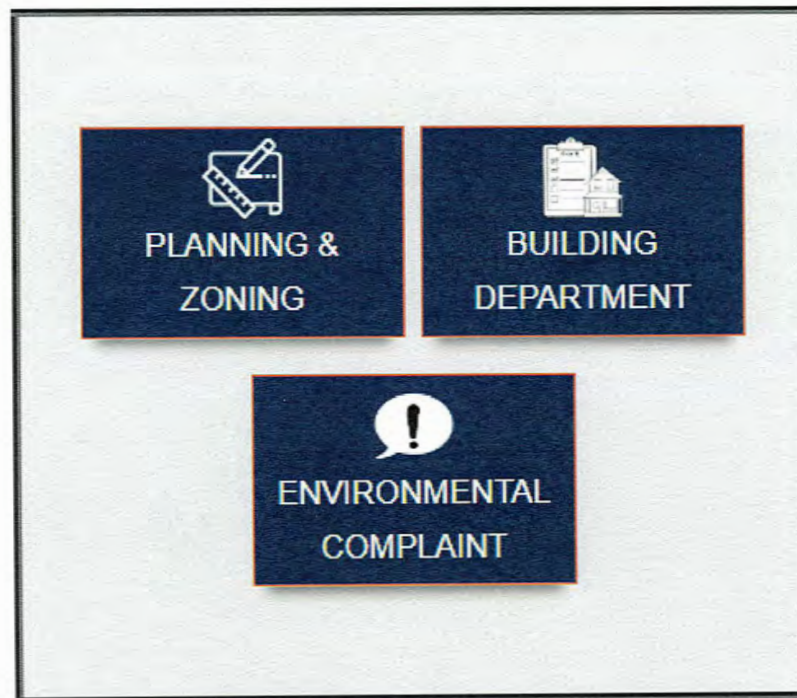 PLANNING &
ZONING
BUILDING
DEPARTMENT
ENVIRONMENTAL
COMPLAINT